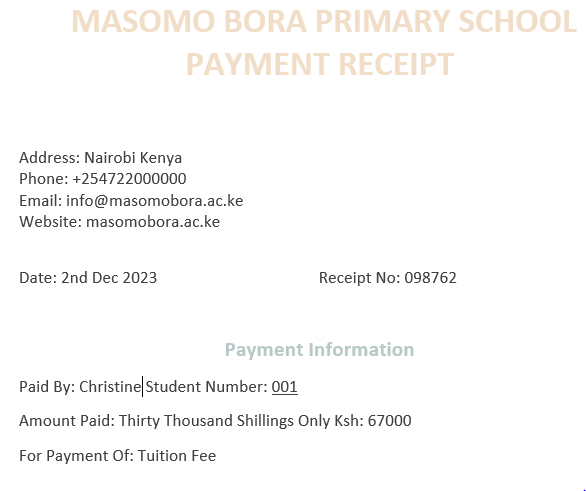 MASOMO BORA PRIMARY SCHOOL
PAYMENT RECEIPT
Address: Nairobi Kenya
Phone: +254722000000
Email: info@masomobora.ac.ke
Website: masomobora.ac.ke
Date: 2nd Dec 2023 Receipt No: 098762
Payment Information
Paid By: Christine Student Number: 001
Amount Paid: Thirty Thousand Shillings Only Ksh: 67000
For Payment Of: Tuition Fee